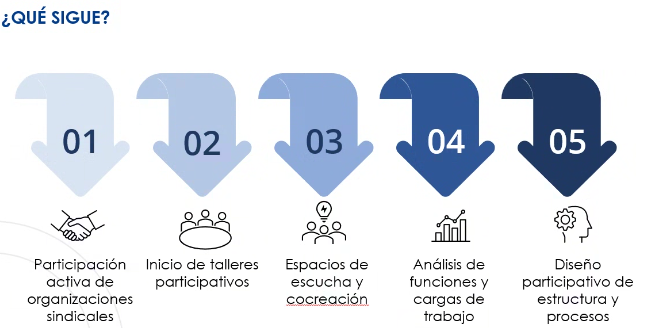 ¿QUÉ SIGUE?
01
02
03
04
05
Participación
activa de
organizaciones
sindicales
Inicio de talleres
participativos
Espacios de
escucha y
cocreación
Análisis de
funciones y
cargas de
trabajo
Diseño
participativo de
estructura y
procesos